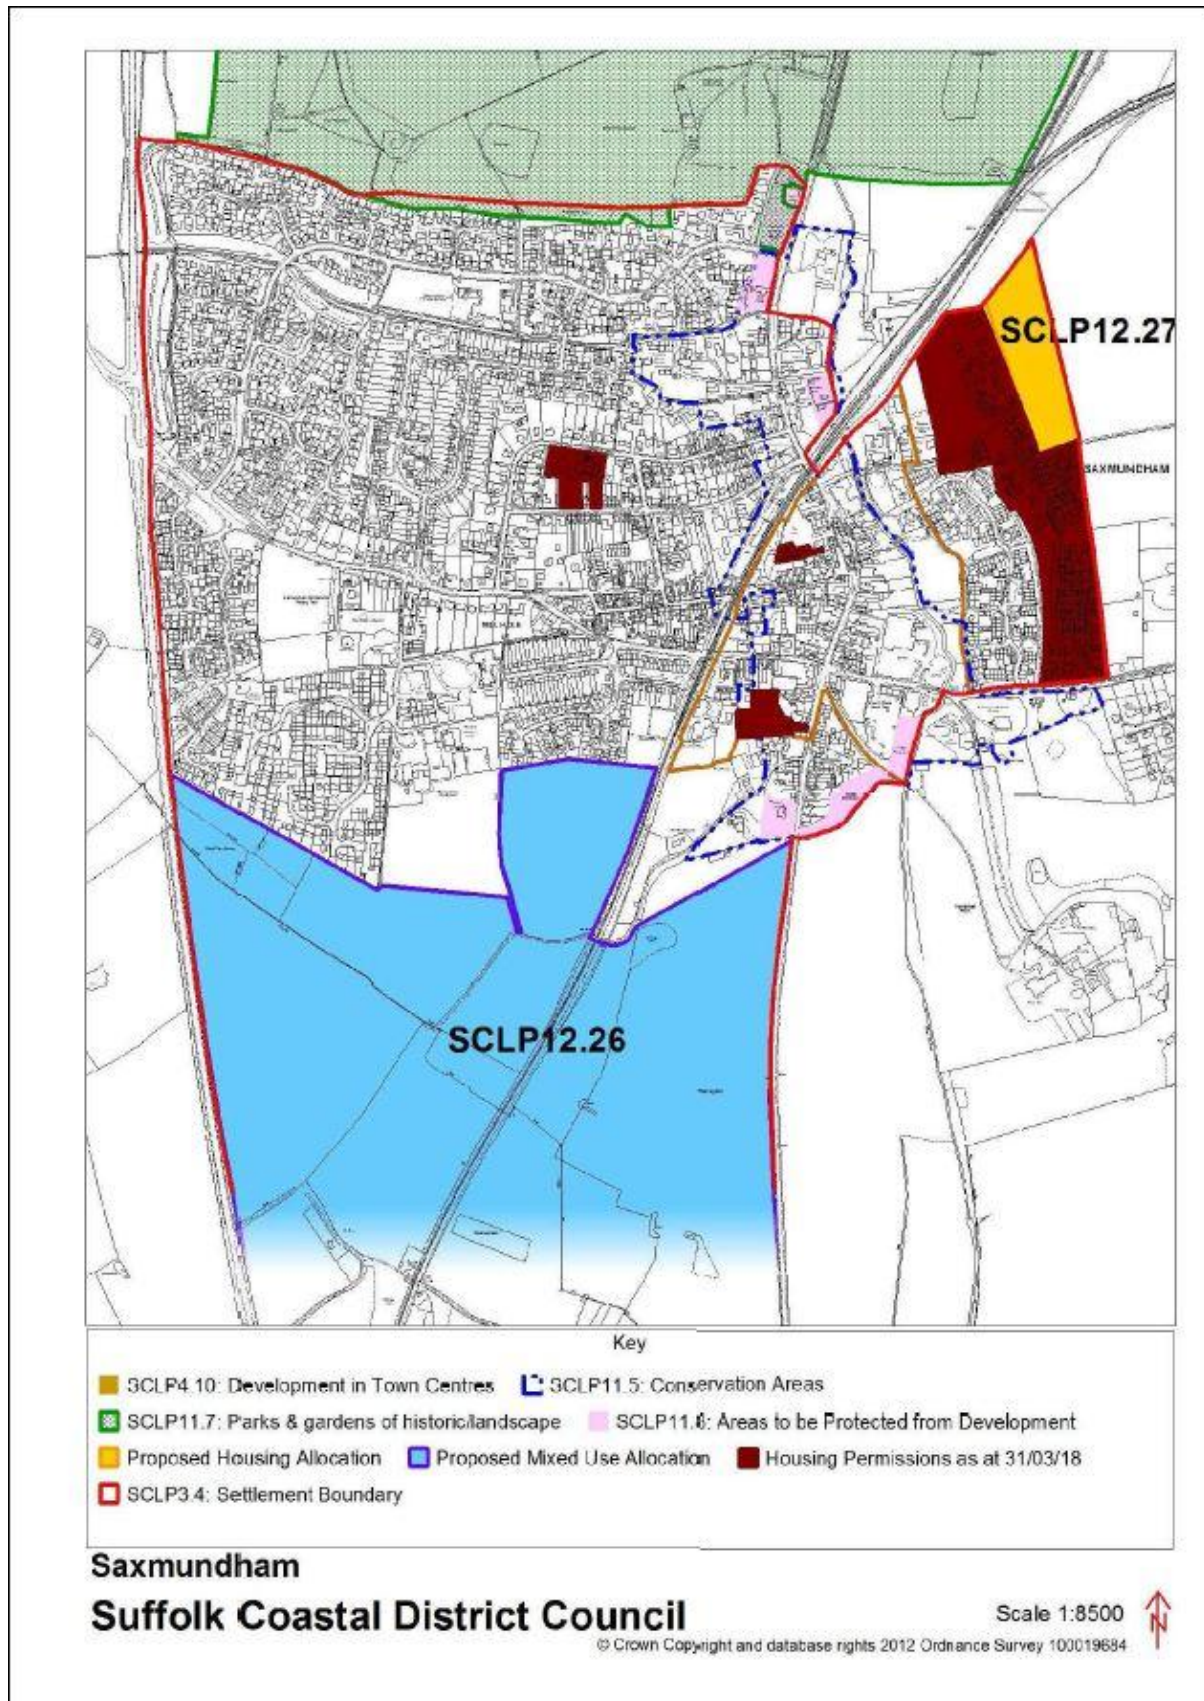 SCLP12.27
SAXMUNDHAM
SCLP12.26
Key
SCLP4.10: Development in Town Centres
SCLP11.5: Conservation Areas
SCLP11.7: Parks & gardens of historic/landscape
SCLP11.6: Areas to be Protected from Development
Proposed Housing Allocation
Proposed Mixed Use Allocation
Housing Permissions as at 31/03/18
SCLP3.4: Settlement Boundary
Saxmundham
Suffolk Coastal District Council
Scale 1:8500
N
© Crown Copyright and database rights 2012 Ordnance Survey 100019684